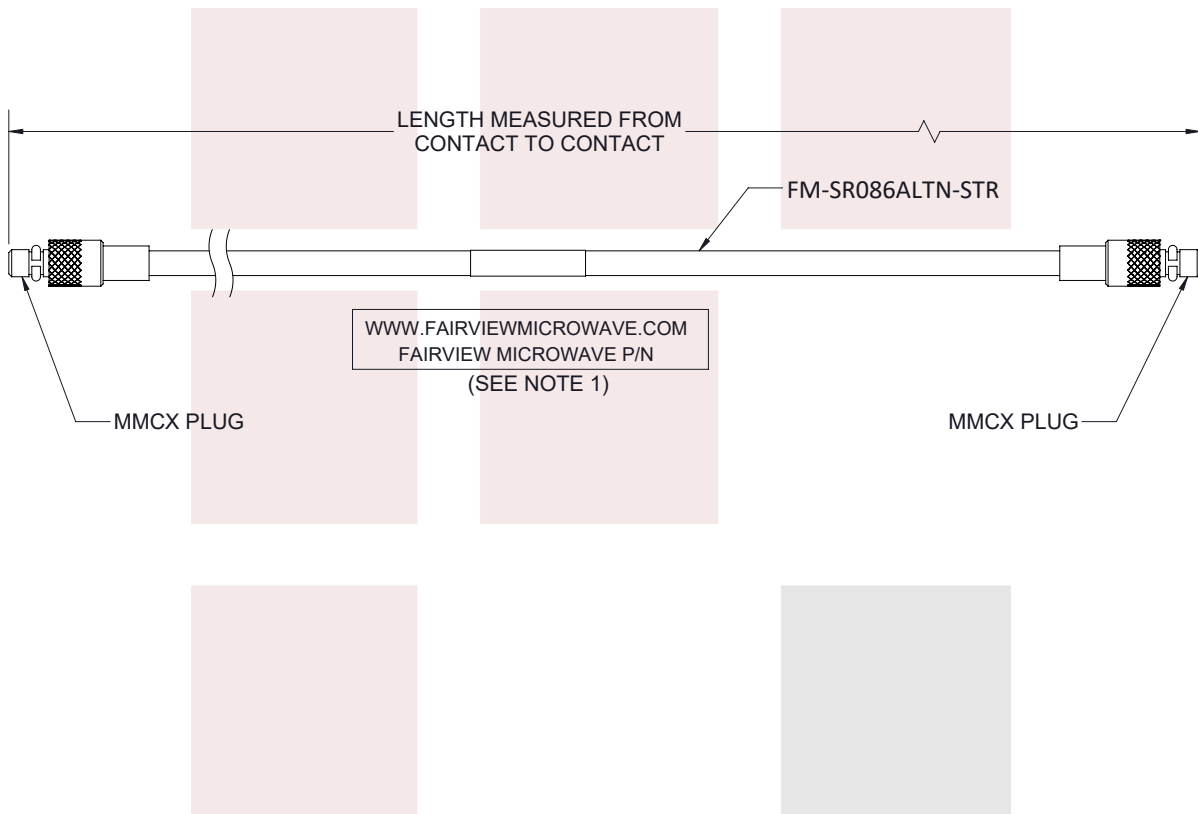 LENGTH MEASURED FROM
CONTACT TO CONTACT
FM-SR086ALTN-STR
WWW.FAIRVIEWMICROWAVE.COM
FAIRVIEW MICROWAVE P/N
(SEE NOTE 1)
MMCX PLUG
MMCX PLUG